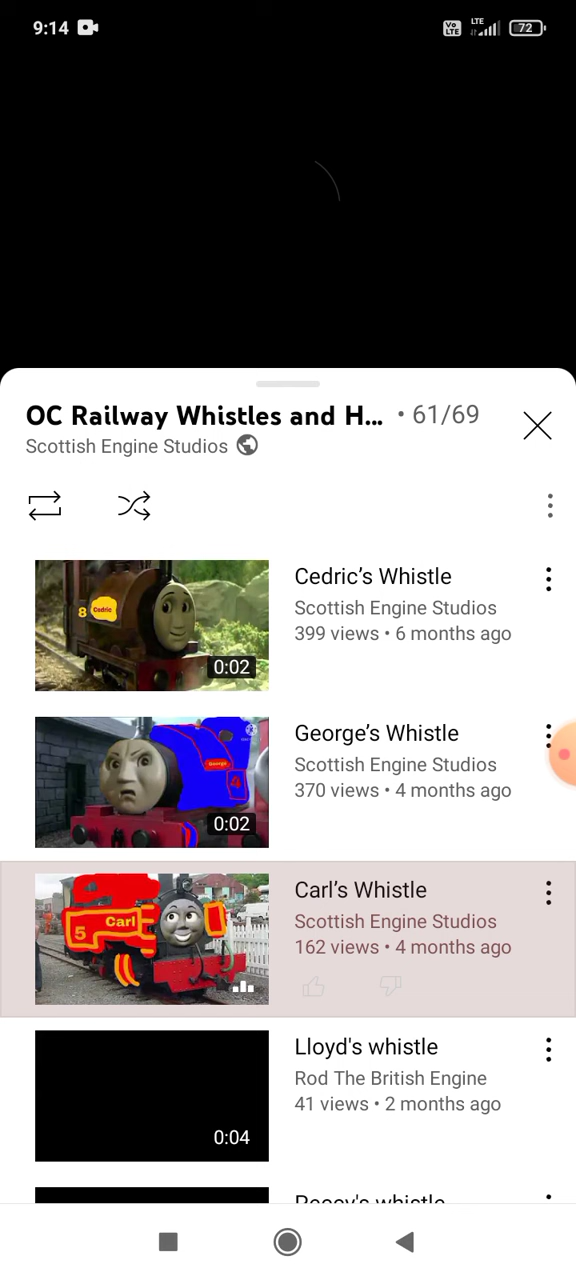 9:14
Vo LTE
LTE
72
OC Railway Whistles and H... • 61/69
Scottish Engine Studios
Cedric’s Whistle
Scottish Engine Studios
399 views • 6 months ago
8 Cedric
0:02
George’s Whistle
Scottish Engine Studios
370 views • 4 months ago
George
4
0:02
Carl’s Whistle
Scottish Engine Studios
162 views • 4 months ago
5 Carl
Lloyd's whistle
Rod The British Engine
41 views • 2 months ago
0:04